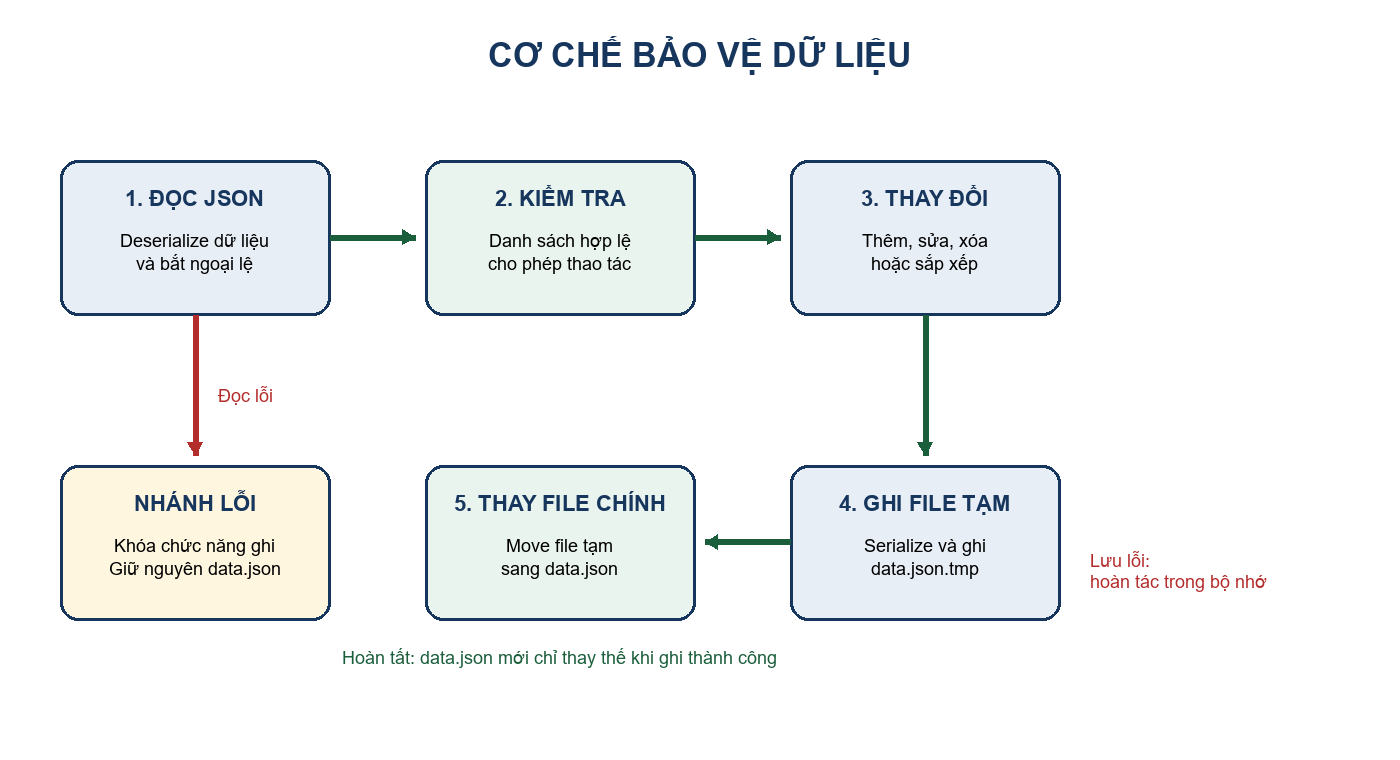 CƠ CHẾ BẢO VỆ DỮ LIỆU
1. ĐỌC JSON
Deserialize dữ liệu
và bắt ngoại lệ
2. KIỂM TRA
Danh sách hợp lệ
cho phép thao tác
3. THAY ĐỔI
Thêm, sửa, xóa
hoặc sắp xếp
Đọc lỗi
NHÁNH LỖI
Khóa chức năng ghi
Giữ nguyên data.json
5. THAY FILE CHÍNH
Move file tạm
sang data.json
4. GHI FILE TẠM
Serialize và ghi
data.json.tmp
Lưu lỗi:
hoàn tác trong bộ nhớ
Hoàn tất: data.json mới chỉ thay thế khi ghi thành công